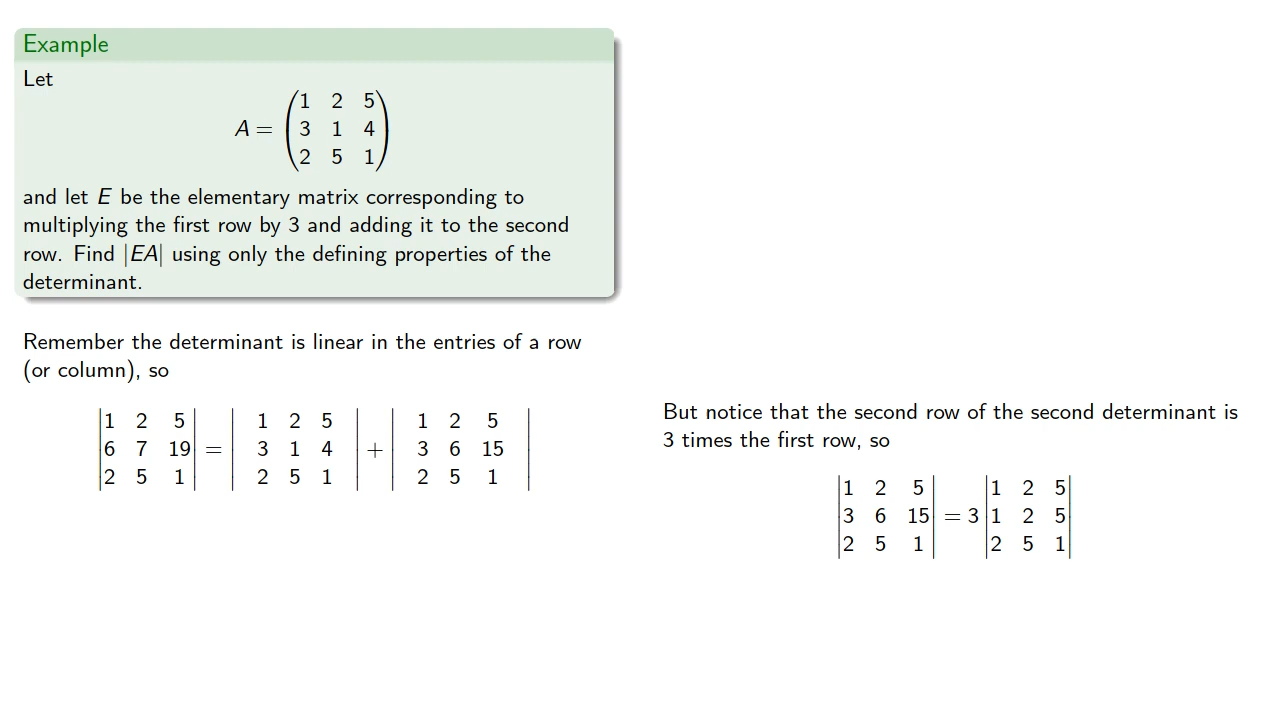 Example
Let
A = (1 2 5
3 1 4
2 5 1)
and let E be the elementary matrix corresponding to
multiplying the first row by 3 and adding it to the second
row. Find |EA| using only the defining properties of the
determinant.
Remember the determinant is linear in the entries of a row
(or column), so
|1 2 5| |1 2 5| |1 2 5|
|6 7 19| = |3 1 4| + |3 6 15|
|2 5 1| |2 5 1| |2 5 1|
But notice that the second row of the second determinant is
3 times the first row, so
|1 2 5| |1 2 5|
|3 6 15| = 3 |1 2 5|
|2 5 1| |2 5 1|